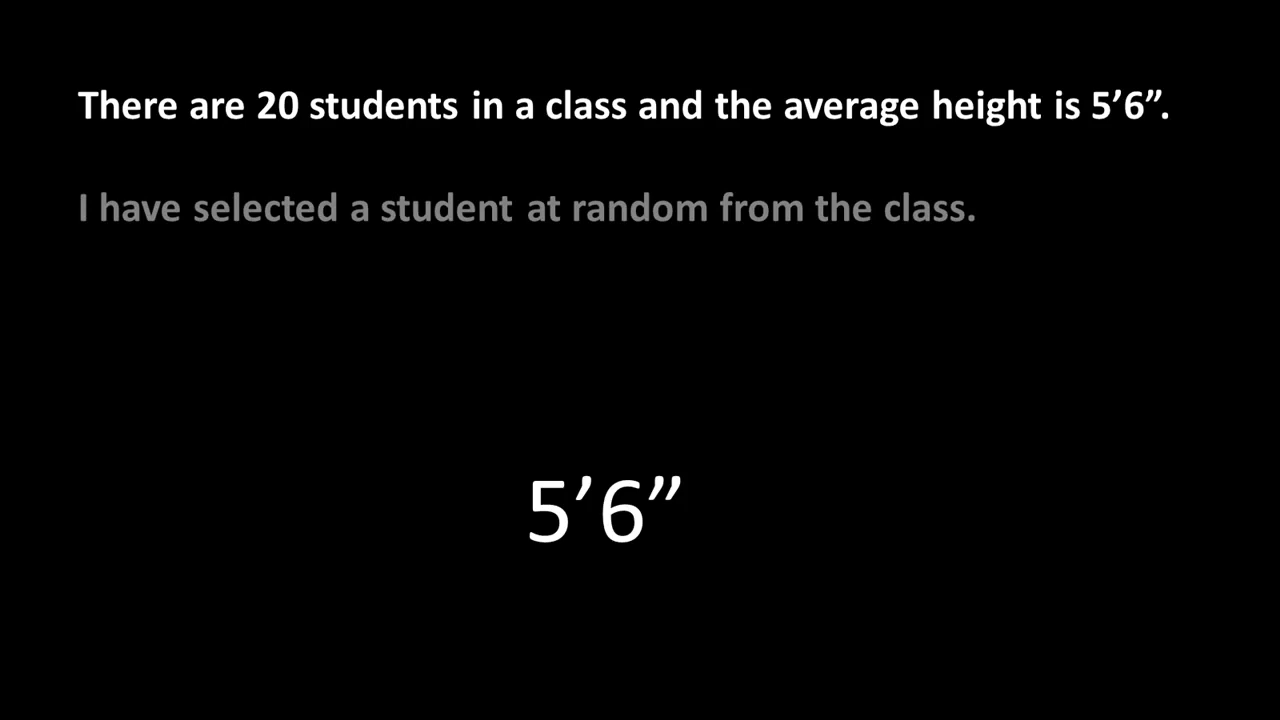 There are 20 students in a class and the average height is 5’6”.
I have selected a student at random from the class.
5’6”